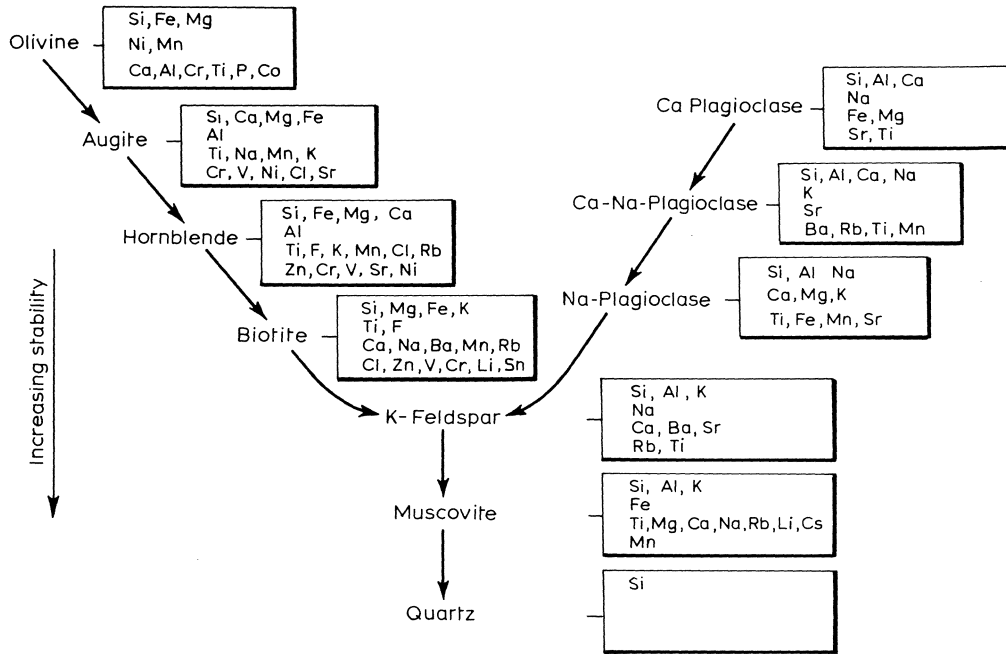 Olivine
Si, Fe, Mg
Ni, Mn
Ca, Al, Cr, Ti, P, Co
Augite
Si, Ca, Mg, Fe
Al
Ti, Na, Mn, K
Cr, V, Ni, Cl, Sr
Hornblende
Si, Fe, Mg, Ca
Al
Ti, F, K, Mn, Cl, Rb
Zn, Cr, V, Sr, Ni
Biotite
Si, Mg, Fe, K
Ti, F
Ca, Na, Ba, Mn, Rb
Cl, Zn, V, Cr, Li, Sn
Ca Plagioclase
Si, Al, Ca
Na
Fe, Mg
Sr, Ti
Ca-Na-Plagioclase
Si, Al, Ca, Na
K
Sr
Ba, Rb, Ti, Mn
Na-Plagioclase
Si, Al Na
Ca, Mg, K
Ti, Fe, Mn, Sr
K-Feldspar
Si, Al, K
Na
Ca, Ba, Sr
Rb, Ti
Muscovite
Si, Al, K
Fe
Ti, Mg, Ca, Na, Rb, Li, Cs
Mn
Quartz
Si
Increasing stability